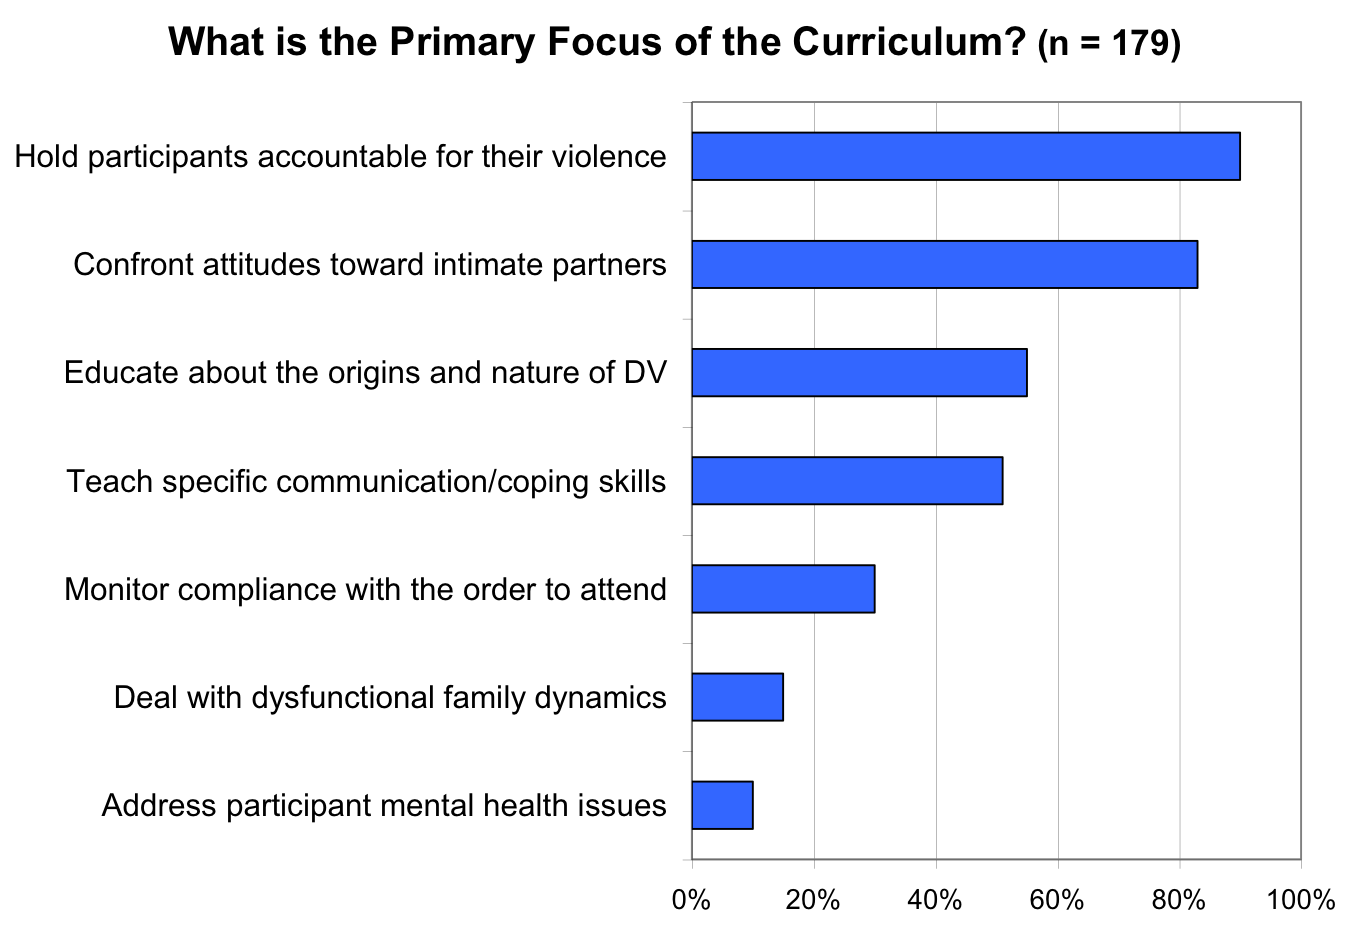 What is the Primary Focus of the Curriculum? (n = 179)
Hold participants accountable for their violence
Confront attitudes toward intimate partners
Educate about the origins and nature of DV
Teach specific communication/coping skills
Monitor compliance with the order to attend
Deal with dysfunctional family dynamics
Address participant mental health issues
0% 20% 40% 60% 80% 100%